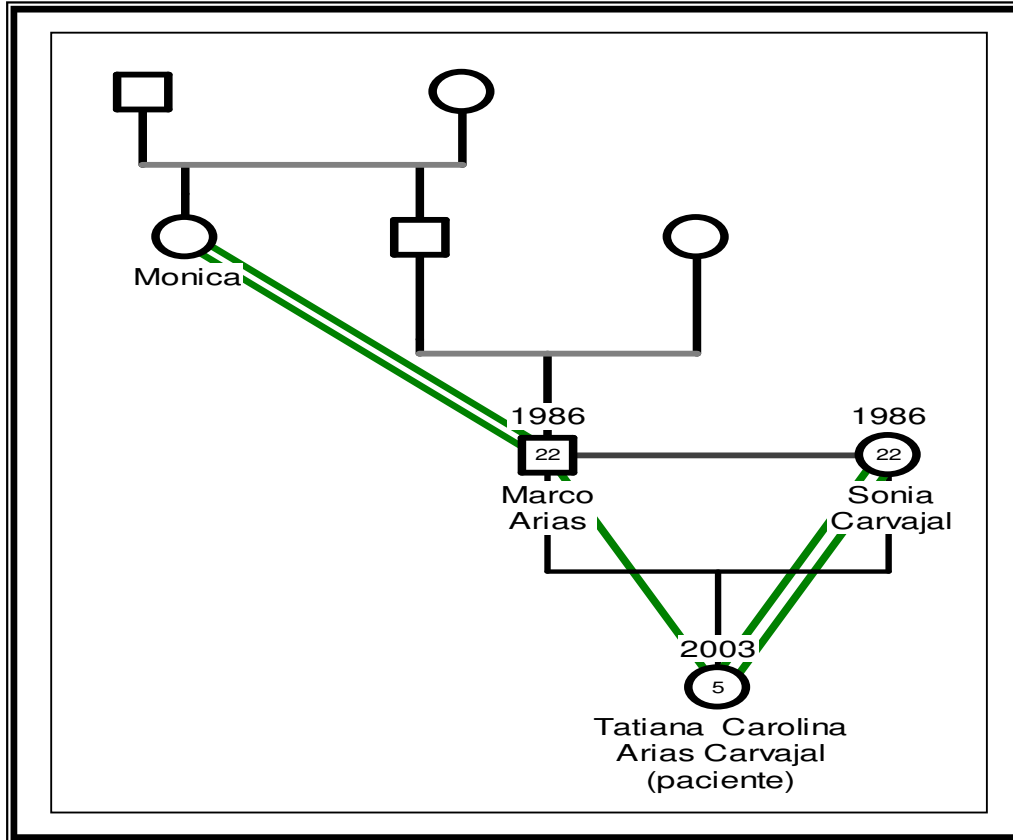 Monica
1986
1986
22
22
Marco
Arias
Sonia
Carvajal
2003
5
Tatiana Carolina
Arias Carvajal
(paciente)